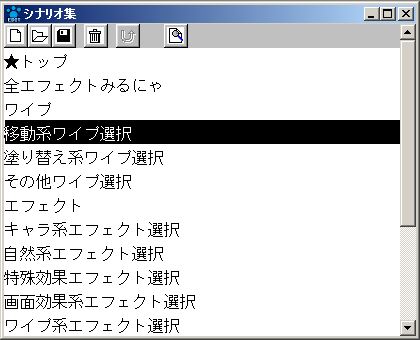 シナリオ集
★トップ
全エフェクトみるにゃ
ワイプ
移動系ワイプ選択
塗り替え系ワイプ選択
その他ワイプ選択
エフェクト
キャラ系エフェクト選択
自然系エフェクト選択
特殊効果エフェクト選択
画面効果系エフェクト選択
ワイプ系エフェクト選択